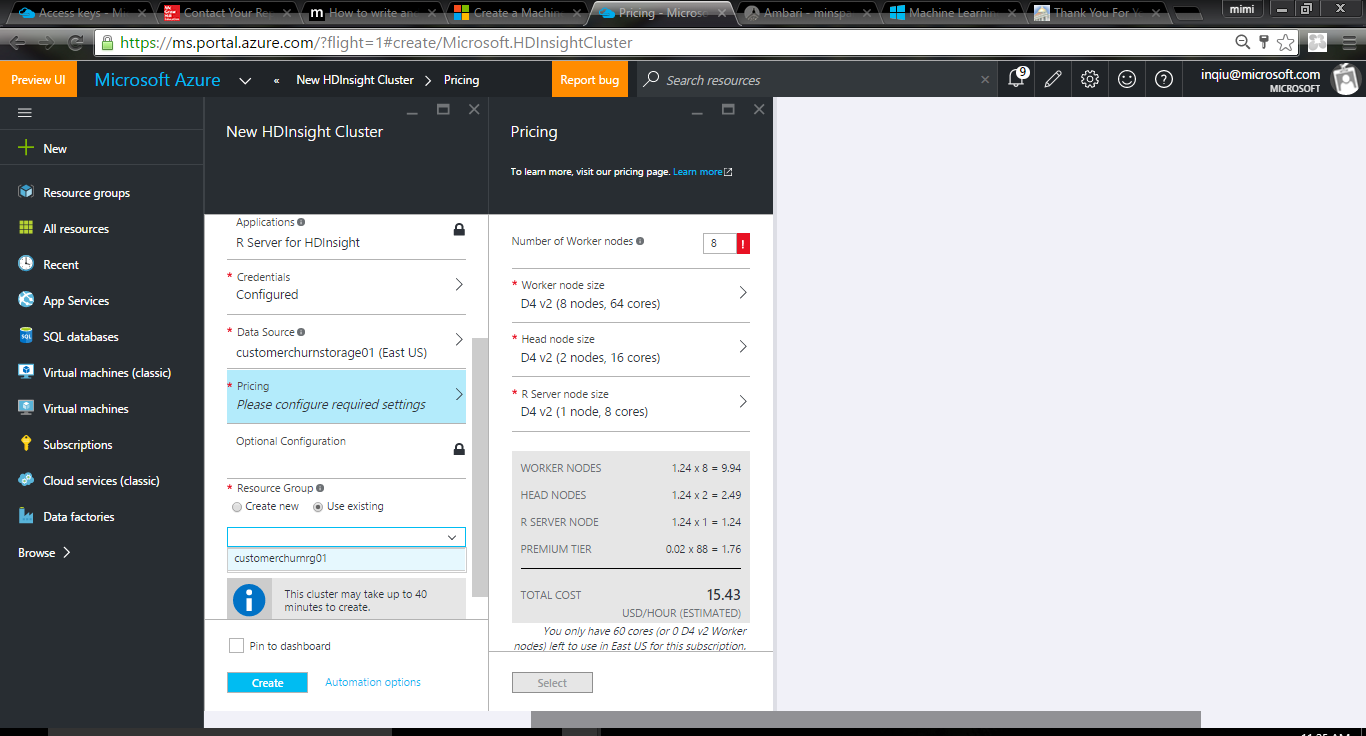 Access keys - Mi
Contact Your Re
How to write an
Create a Machin
Pricing - Micros
Ambari - minspa
Machine Learnin
Thank You For Y
mimi
https://ms.portal.azure.com/?flight=1#create/Microsoft.HDInsightCluster
Preview UI
Microsoft Azure
« New HDInsight Cluster > Pricing
Report bug
Search resources
9
inqiu@microsoft.com
MICROSOFT
New
Resource groups
All resources
Recent
App Services
SQL databases
Virtual machines (classic)
Virtual machines
Subscriptions
Cloud services (classic)
Data factories
Browse >
New HDInsight Cluster
Applications
R Server for HDInsight
* Credentials
Configured
* Data Source
customerchurnstorage01 (East US)
* Pricing
Please configure required settings
Optional Configuration
* Resource Group
Create new
Use existing
customerchurnrg01
This cluster may take up to 40
minutes to create.
Pin to dashboard
Create
Automation options
Pricing
To learn more, visit our pricing page. Learn more
Number of Worker nodes
8
!
* Worker node size
D4 v2 (8 nodes, 64 cores)
* Head node size
D4 v2 (2 nodes, 16 cores)
* R Server node size
D4 v2 (1 node, 8 cores)
WORKER NODES 1.24 x 8 = 9.94
HEAD NODES 1.24 x 2 = 2.49
R SERVER NODE 1.24 x 1 = 1.24
PREMIUM TIER 0.02 x 88 = 1.76
TOTAL COST 15.43
USD/HOUR (ESTIMATED)
You only have 60 cores (or 0 D4 v2 Worker
nodes) left to use in East US for this subscription.
Select